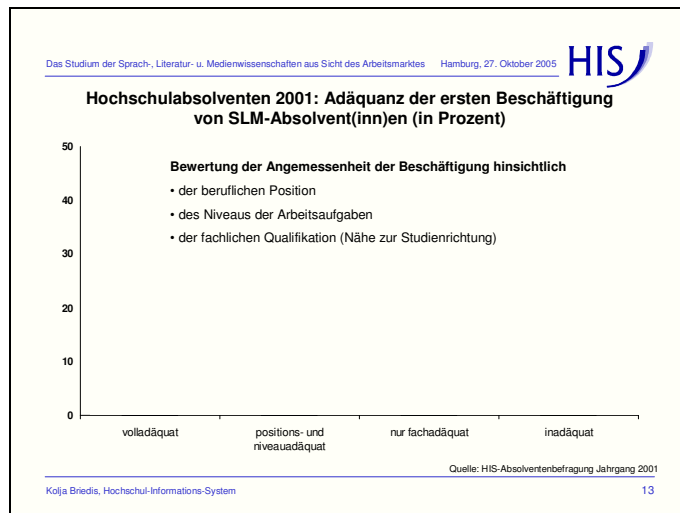 Das Studium der Sprach-, Literatur- u. Medienwissenschaften aus Sicht des Arbeitsmarktes Hamburg, 27. Oktober 2005
HIS
Hochschulabsolventen 2001: Adäquanz der ersten Beschäftigung
von SLM-Absolvent(inn)en (in Prozent)
50
Bewertung der Angemessenheit der Beschäftigung hinsichtlich
• der beruflichen Position
40
• des Niveaus der Arbeitsaufgaben
• der fachlichen Qualifikation (Nähe zur Studienrichtung)
30
20
10
0
volladäquat
positions- und
niveauadäquat
nur fachadäquat
inadäquat
Quelle: HIS-Absolventenbefragung Jahrgang 2001
Kolja Briedis, Hochschul-Informations-System
13